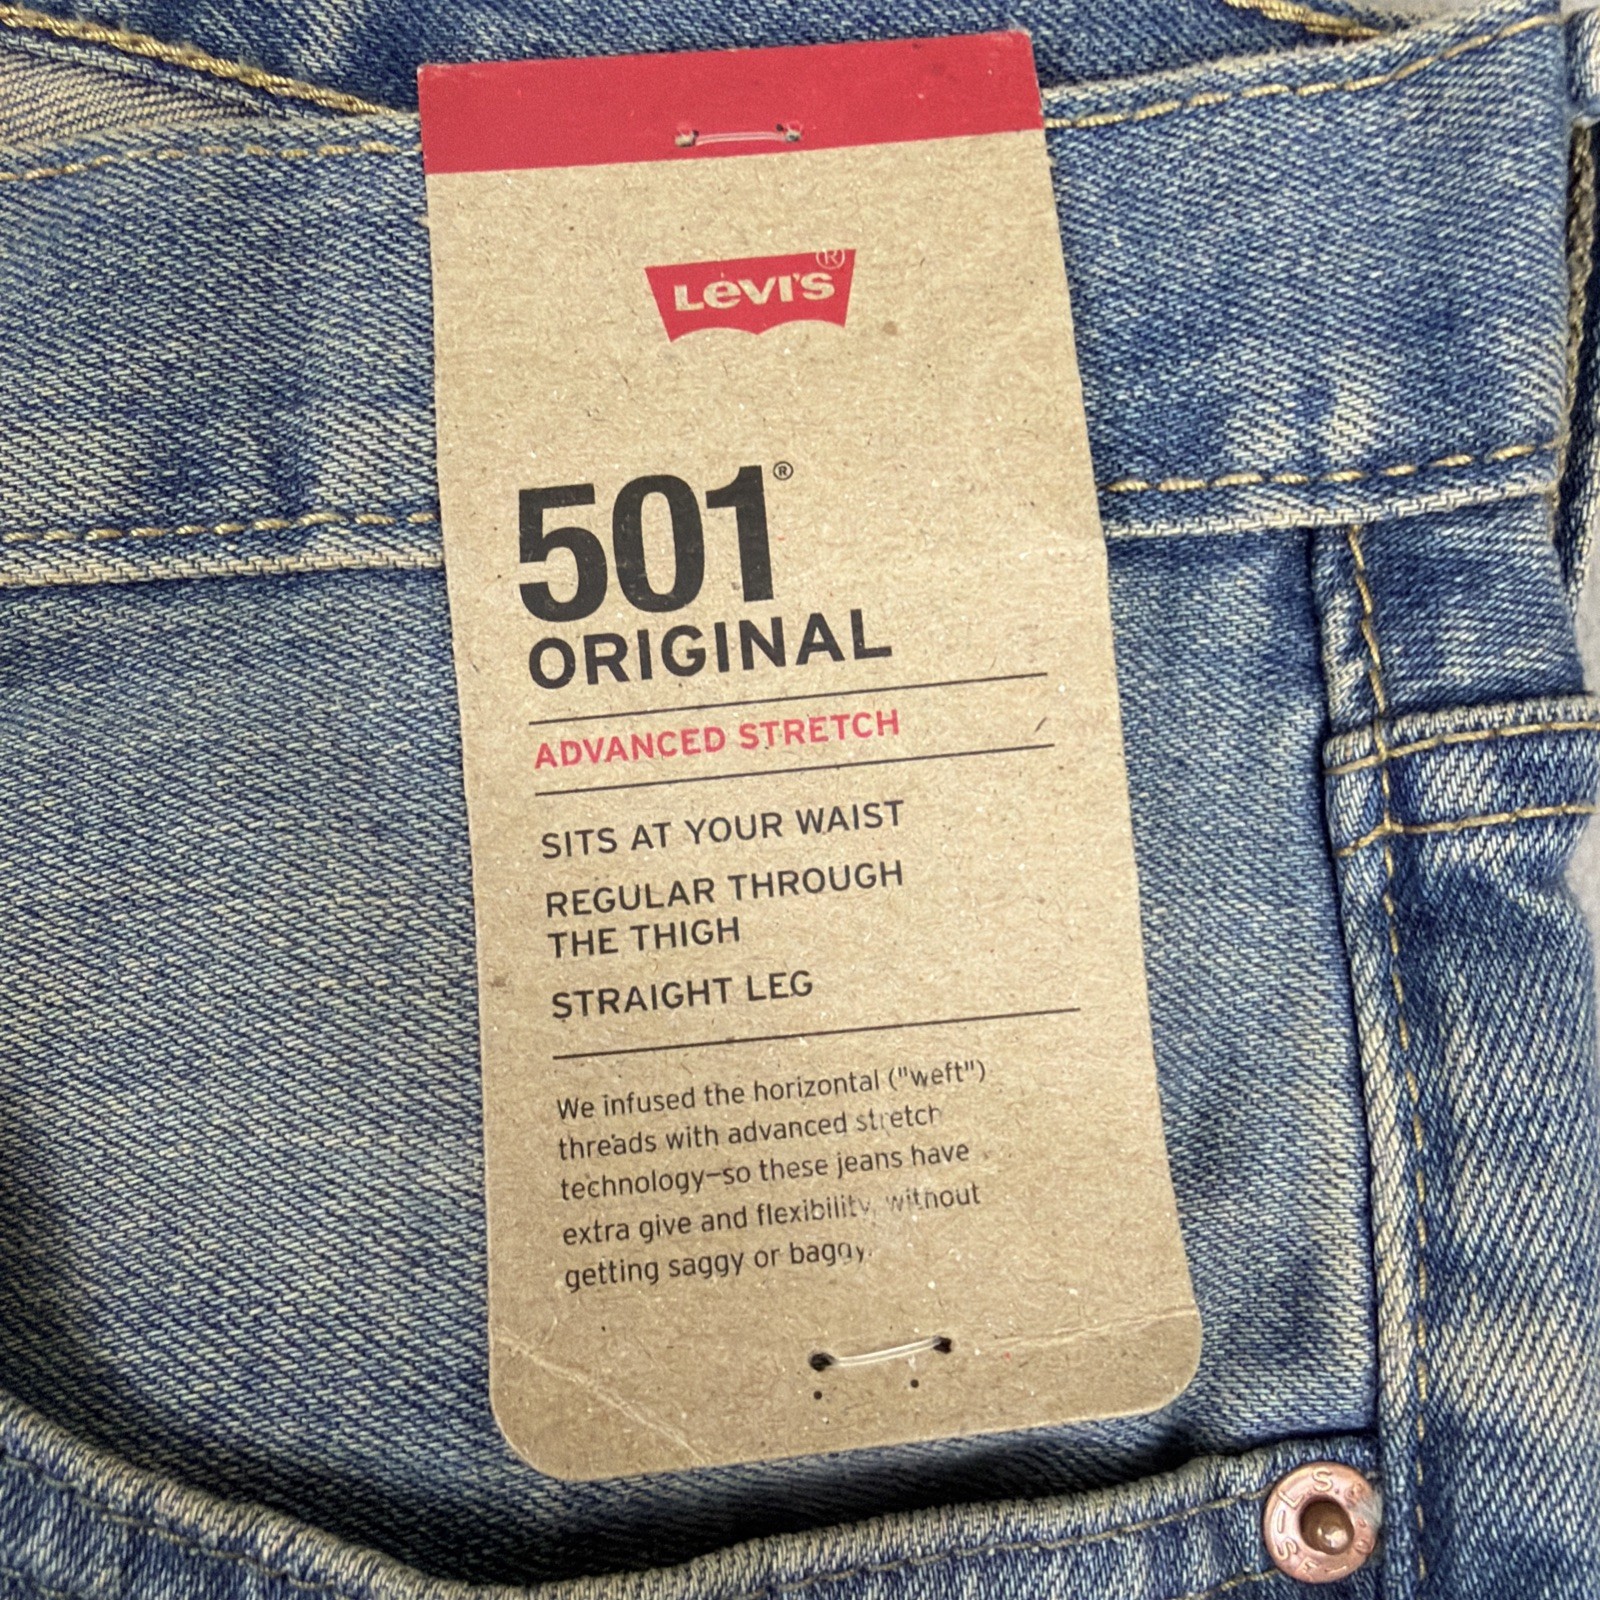 Levi's®
501®
ORIGINAL
ADVANCED STRETCH
SITS AT YOUR WAIST
REGULAR THROUGH
THE THIGH
STRAIGHT LEG
We infused the horizontal ("weft")
threads with advanced stretch
technology—so these jeans have
extra give and flexibility, without
getting saggy or baggy.